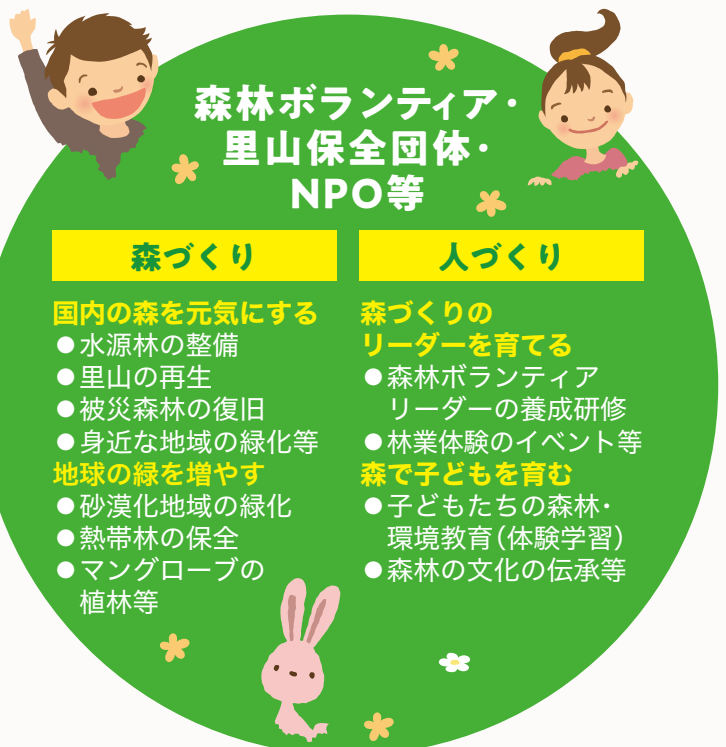 森林ボランティア・
里山保全団体・
NPO等
森づくり
国内の森を元気にする
●水源林の整備
●里山の再生
●被災森林の復旧
●身近な地域の緑化等
地球の緑を増やす
●砂漠化地域の緑化
●熱帯林の保全
●マングローブの
植林等
人づくり
森づくりの
リーダーを育てる
●森林ボランティア
リーダーの養成研修
●林業体験のイベント等
森で子どもを育む
●子どもたちの森林・
環境教育（体験学習）
●森林の文化の伝承等